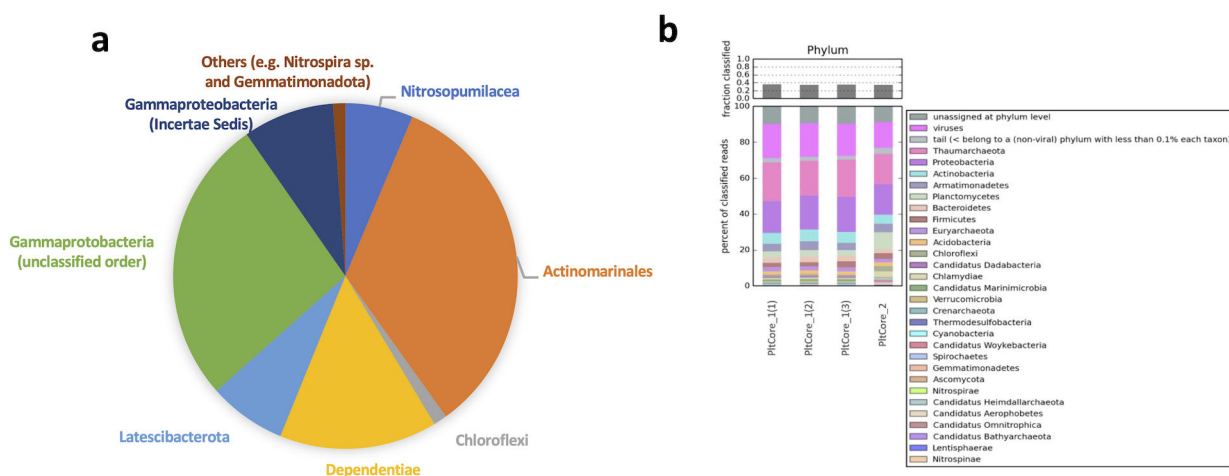 a
Others (e.g. Nitrospira sp.
and Gemmatimonadota)
Nitrosopumilacea
Gammaproteobacteria
(Incertae Sedis)
Gammaprotobacteria
(unclassified order)
Actinomarinales
Latescibacterota
Chloroflexi
Dependentiae
b
Phylum
fraction classified
1.0
0.8
0.6
0.4
0.2
0.0
percent of classified reads
100
80
60
40
20
0
PltCore_1(1)
PltCore_1(2)
PltCore_1(3)
PltCore_2
unassigned at phylum level
viruses
tail (< belong to a (non-viral) phylum with less than 0.1% each taxon)
Thaumarchaeota
Proteobacteria
Actinobacteria
Armatimonadetes
Planctomycetes
Bacteroidetes
Firmicutes
Euryarchaeota
Acidobacteria
Chloroflexi
Candidatus Dadabacteria
Chlamydiae
Candidatus Marinimicrobia
Verrucomicrobia
Crenarchaeota
Thermodesulfobacteria
Cyanobacteria
Candidatus Woykebacteria
Spirochaetes
Gemmatimonadetes
Ascomycota
Nitrospirae
Candidatus Heimdallarchaeota
Candidatus Aerophobetes
Candidatus Omnitrophica
Candidatus Bathyarchaeota
Lentisphaerae
Nitrospinae